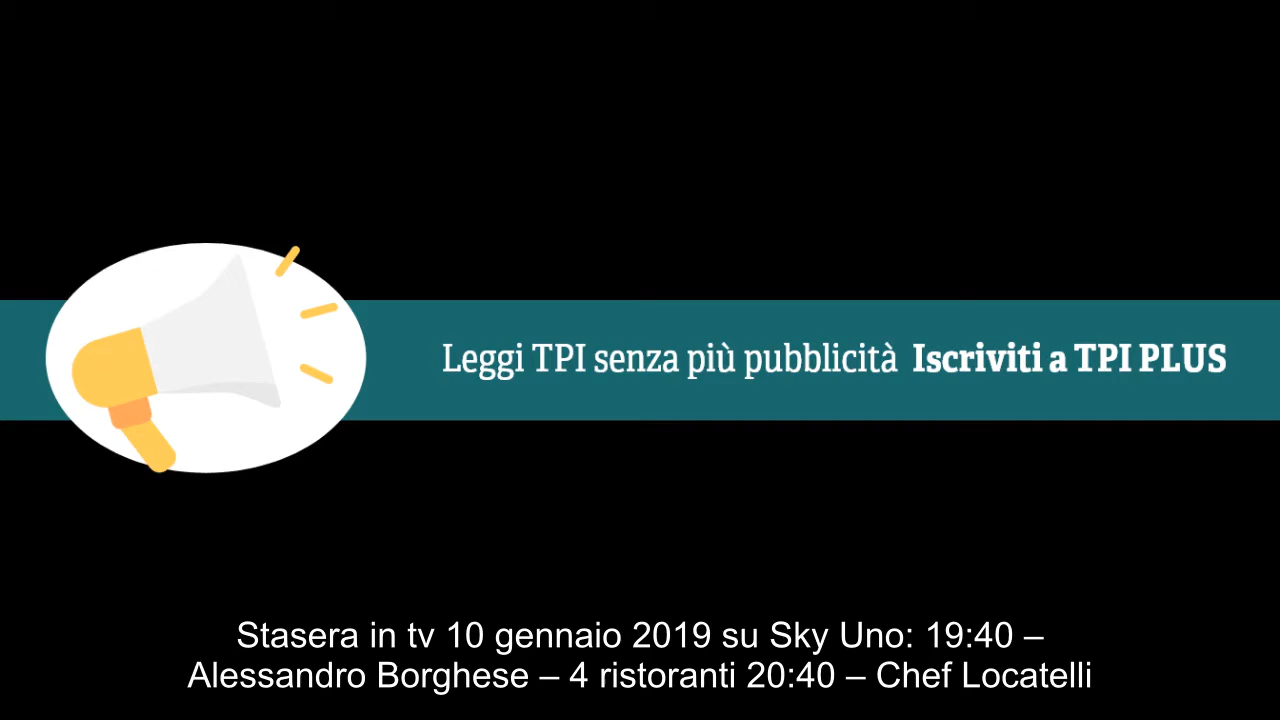 Leggi TPI senza più pubblicità Iscriviti a TPI PLUS
Stasera in tv 10 gennaio 2019 su Sky Uno: 19:40 –
Alessandro Borghese – 4 ristoranti 20:40 – Chef Locatelli